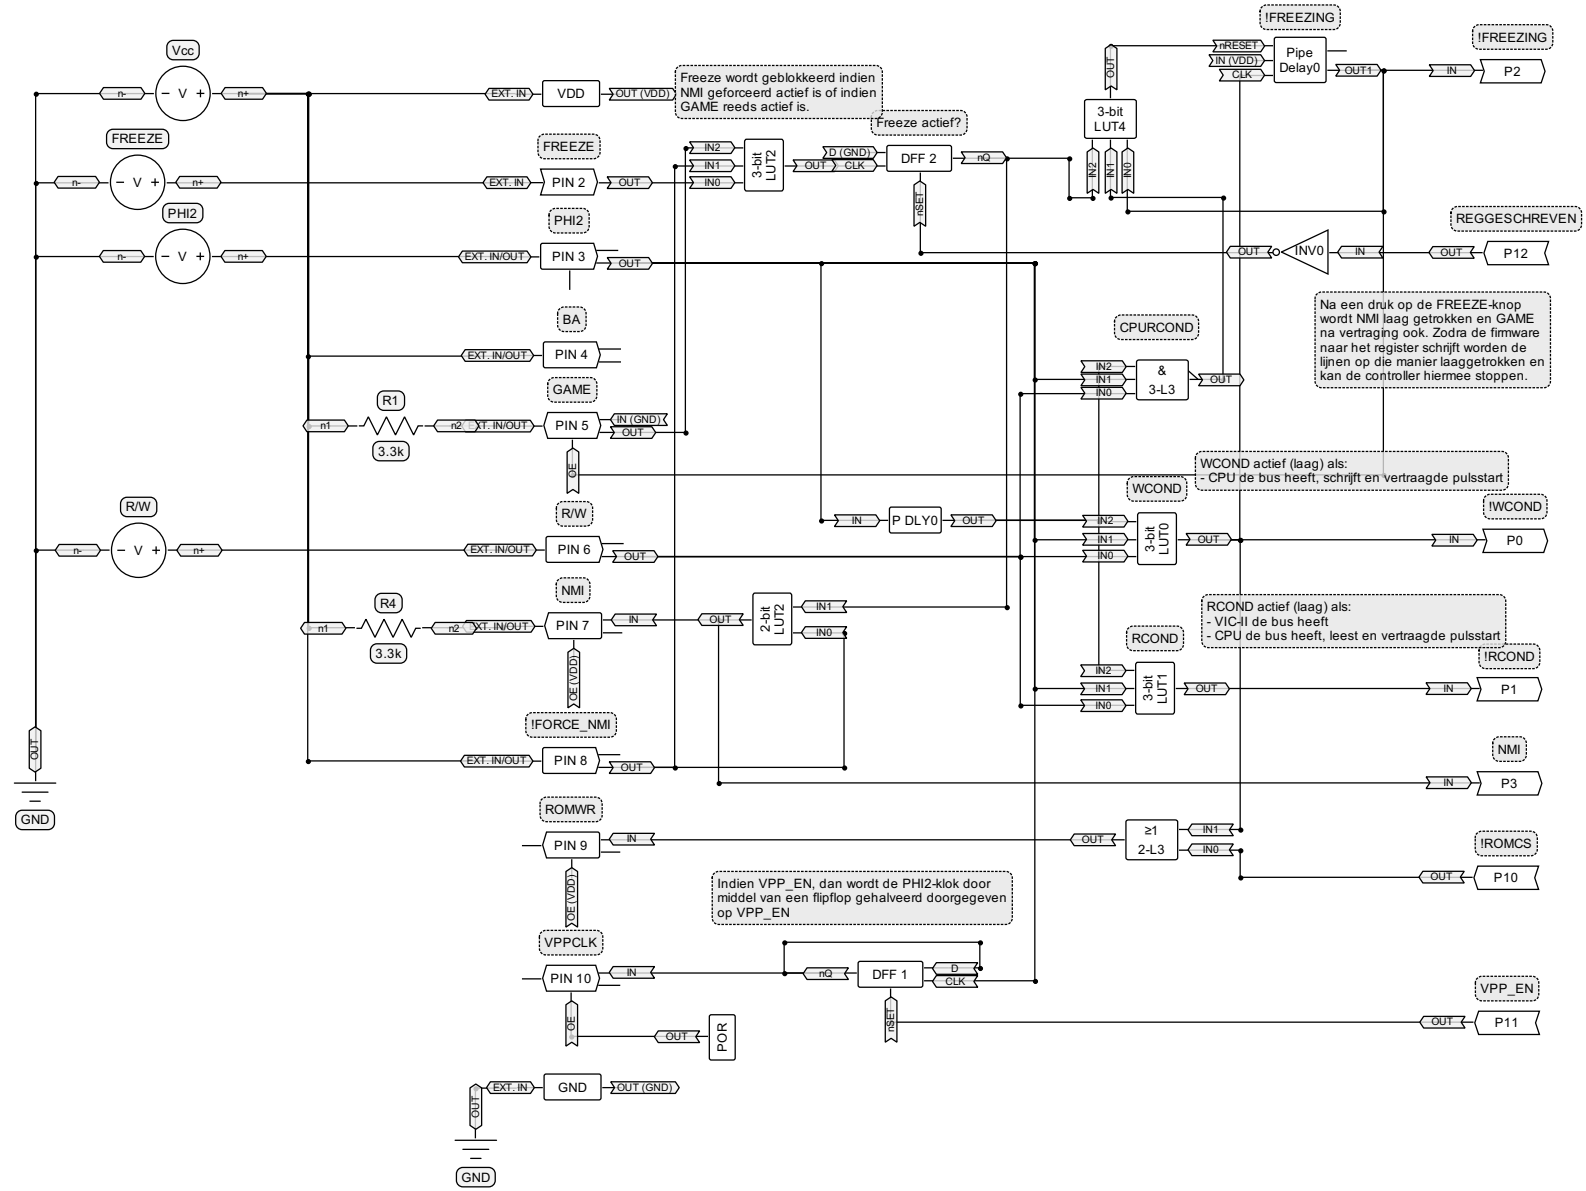 !FREEZING
Vcc
nRESET
Pipe
Delay0
IN (VDD)
CLK
OUT1
!FREEZING
IN
P2
n-
− V +
n+
EXT. IN
VDD
OUT (VDD)
Freeze wordt geblokkeerd indien
NMI geforceerd actief is of indien
GAME reeds actief is.
OUT
3-bit
LUT4
IN2
IN1
IN0
Freeze actief?
FREEZE
n-
− V +
n+
FREEZE
EXT. IN
PIN 2
OUT
IN2
IN1
IN0
3-bit
LUT2
OUT
D (GND)
CLK
DFF 2
nQ
nSET
PHI2
n-
− V +
n+
PHI2
EXT. IN/OUT
PIN 3
OUT
REGGESCHREVEN
OUT
INV0
IN
OUT
P12
Na een druk op de FREEZE-knop
wordt NMI laag getrokken en GAME
na vertraging ook. Zodra de firmware
naar het register schrijft worden de
lijnen op die manier laaggetrokken en
kan de controller hiermee stoppen.
BA
EXT. IN/OUT
PIN 4
CPURCOND
IN2
IN1
IN0
&
3-L3
OUT
GAME
R1
n1
n2
3.3k
EXT. IN/OUT
PIN 5
IN (GND)
OUT
OE
WCOND actief (laag) als:
- CPU de bus heeft, schrijft en vertraagde pulsstart
WCOND
!WCOND
R/W
n-
− V +
n+
R/W
EXT. IN/OUT
PIN 6
OUT
IN
P DLY0
OUT
IN2
IN1
IN0
3-bit
LUT0
OUT
IN
P0
NMI
R4
n1
n2
3.3k
EXT. IN/OUT
PIN 7
IN
OE (VDD)
OUT
2-bit
LUT2
IN1
IN0
RCOND actief (laag) als:
- VIC-II de bus heeft
- CPU de bus heeft, leest en vertraagde pulsstart
RCOND
!RCOND
IN2
IN1
IN0
3-bit
LUT1
OUT
IN
P1
!FORCE_NMI
EXT. IN/OUT
PIN 8
OUT
NMI
IN
P3
OUT
GND
ROMWR
PIN 9
IN
OE (VDD)
OUT
≥1
2-L3
IN1
IN0
!ROMCS
OUT
P10
Indien VPP_EN, dan wordt de PHI2-klok door
middel van een flipflop gehalveerd doorgegeven
op VPP_EN
VPPCLK
PIN 10
IN
OE
OUT
POR
nQ
DFF 1
D
CLK
nSET
VPP_EN
OUT
P11
EXT. IN
GND
OUT (GND)
OUT
GND